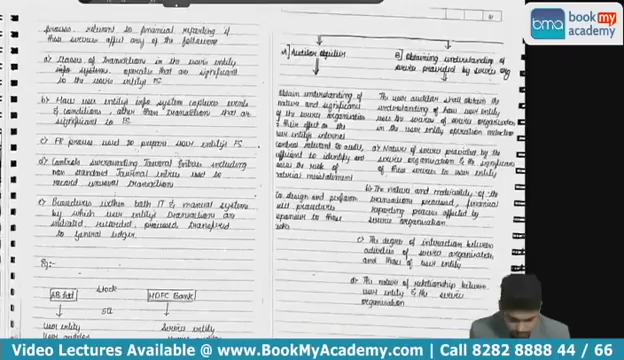 process, relevant to financial reporting if
these services affect any of the followings
a) Classes of transactions in the user entity
info systems operate that are significant
to the user entity's FS
b) How user entity's info system captures events
& conditions, other than transactions that are
significant to FS
c) FR process used to prepare user entity's FS
d) Controls surrounding Journal Entries including
non standard Journal entries used to
record unusual transactions
e) Procedures within both IT & manual systems
by which user entity's transactions are
initiated, recorded, processed, transferred
to General Ledger.
Eg:
AB Ltd
Stock
HDFC Bank
User entity
Service entity
A] Auditor
B] Obtaining understanding of
service provided by service org
Obtain understanding of
nature and significance
of the service organisation
& their effect on the
user entity's internal
controls relevant to audit,
sufficient to identify and
assess the risk of
material misstatement
To design and perform
audit procedures
responsive to those
risks
The user auditor shall obtain the
understanding of how user entity
uses the service of service organisation
in the user entity operation
a) Nature of services provided by the
service organisation & the significance
of these services to user entity
b) The nature and materiality of the
transactions processed, financial
reporting process affected by
service organisation.
c) The degree of interaction between
activities of service organisation
and those of user entity
d) The nature of relationship between
user entity & the service
organisation
bma
book my
academy
Video Lectures Available @ www.BookMyAcademy.com | Call 8282 8888 44 / 66